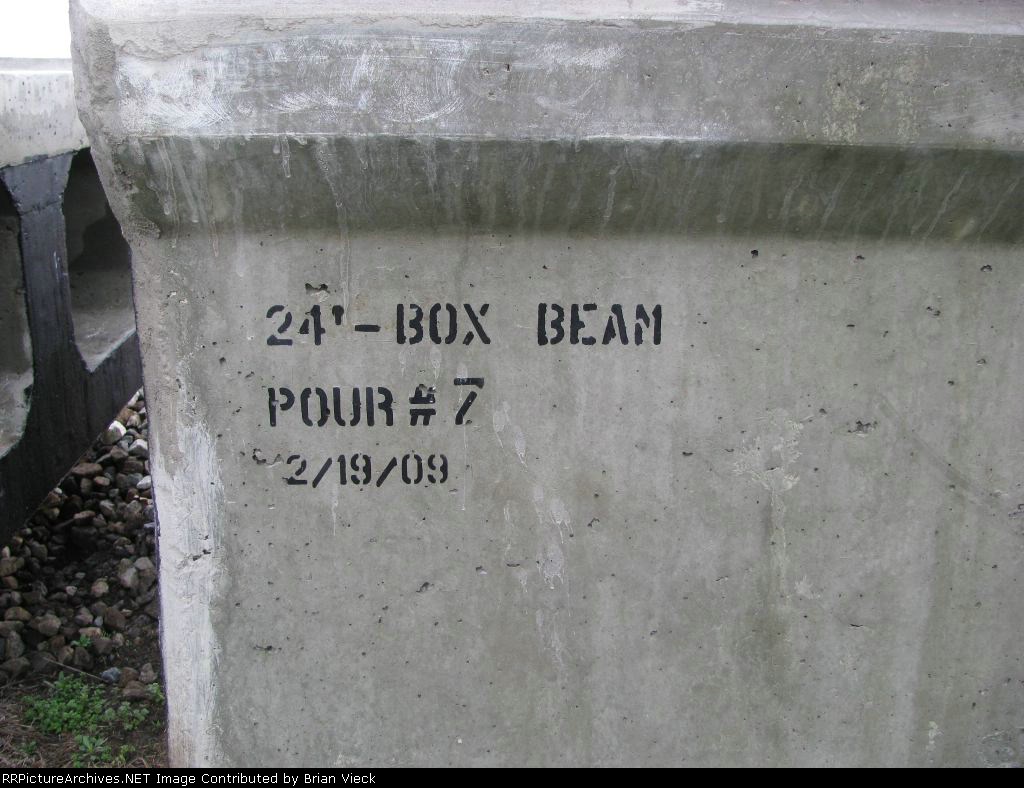 24'-BOX BEAM
POUR#7
2/19/09
RRPictureArchives.NET Image Contributed by Brian Vieck